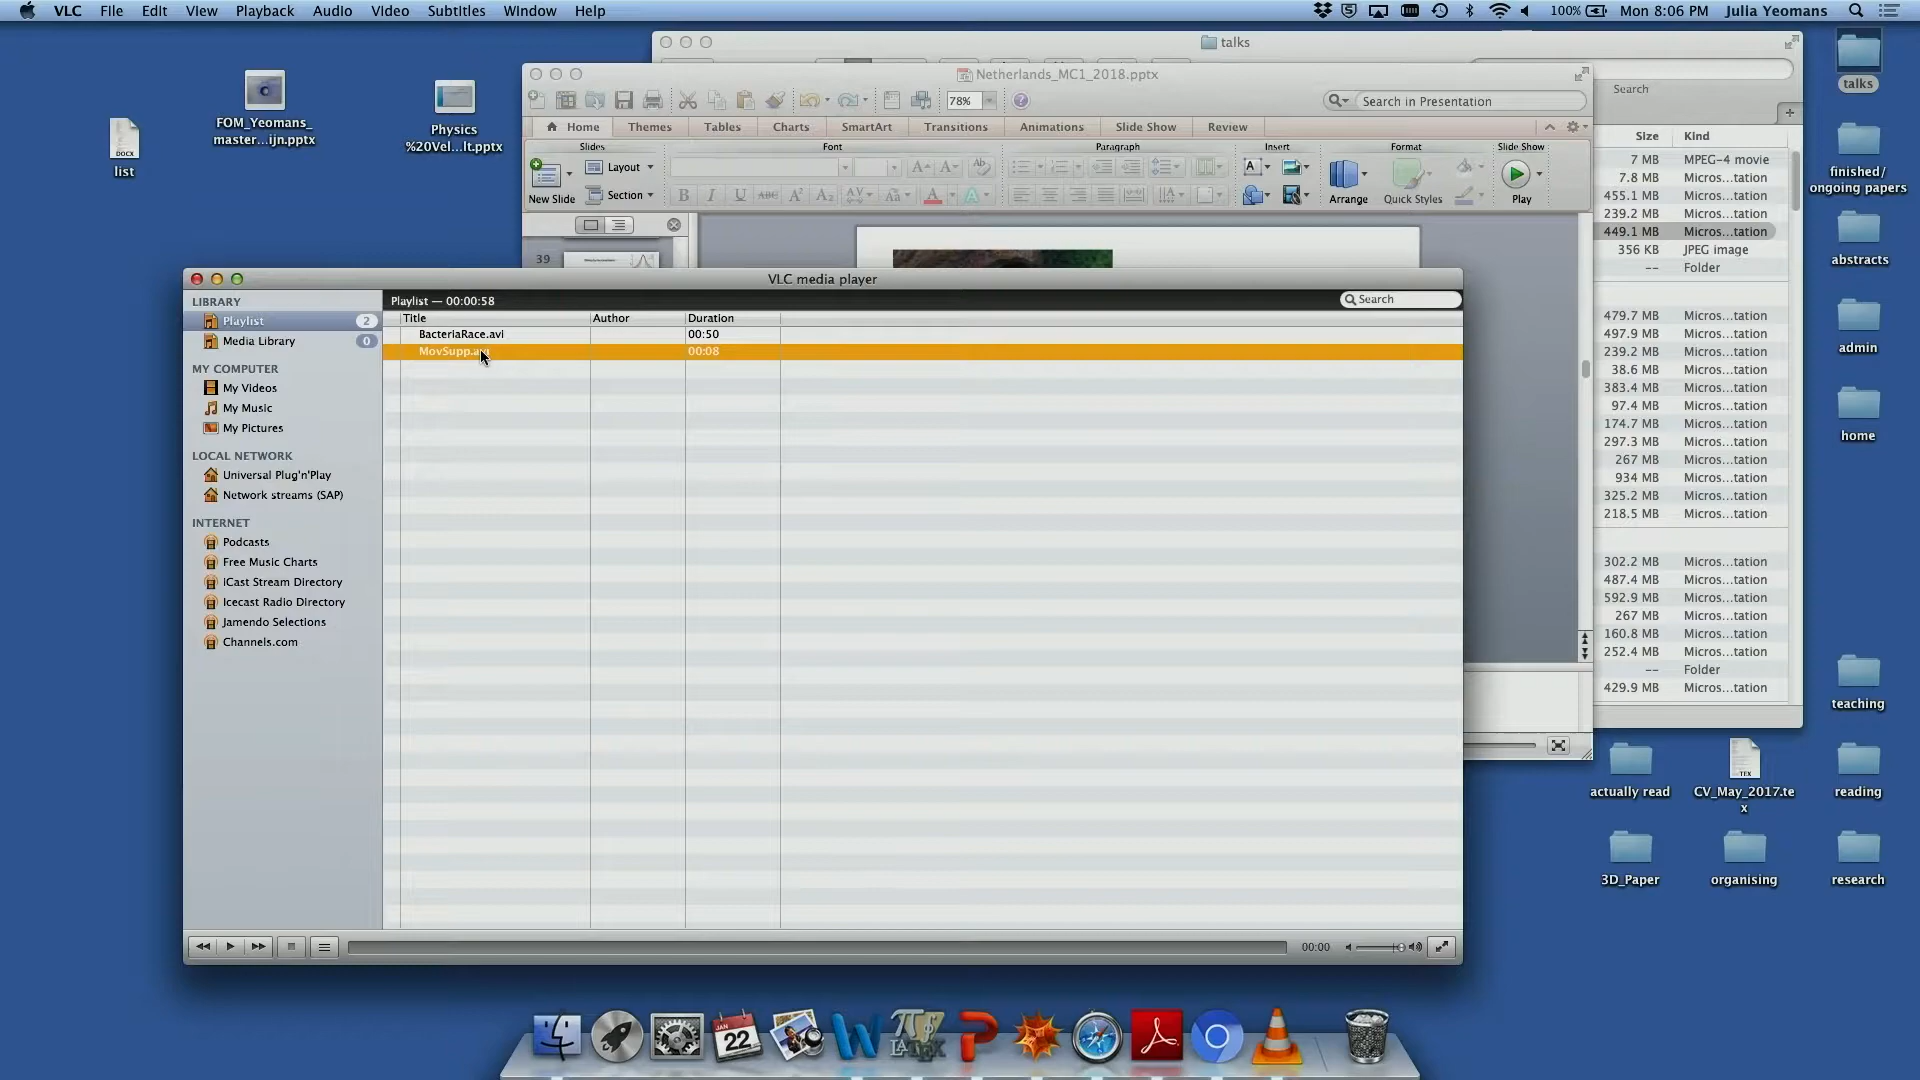 VLC File Edit View Playback Audio Video Subtitles Window Help
100% Mon 8:06 PM Julia Yeomans
FOM_Yeomans_
master...ijn.pptx
Physics
%20Vel...lt.pptx
DOCX
list
talks
Search
Size Kind
7 MB MPEG-4 movie
7.8 MB Micros...tation
455.1 MB Micros...tation
239.2 MB Micros...tation
449.1 MB Micros...tation
356 KB JPEG image
-- Folder
479.7 MB Micros...tation
497.9 MB Micros...tation
239.2 MB Micros...tation
38.6 MB Micros...tation
383.4 MB Micros...tation
97.4 MB Micros...tation
174.7 MB Micros...tation
297.3 MB Micros...tation
267 MB Micros...tation
934 MB Micros...tation
325.2 MB Micros...tation
218.5 MB Micros...tation
302.2 MB Micros...tation
487.4 MB Micros...tation
592.9 MB Micros...tation
267 MB Micros...tation
160.8 MB Micros...tation
252.4 MB Micros...tation
-- Folder
429.9 MB Micros...tation
Netherlands_MC1_2018.pptx
78%
Search in Presentation
Home Themes Tables Charts SmartArt Transitions Animations Slide Show Review
Slides Font Paragraph Insert Format Slide Show
Layout
Section
New Slide
B I U ABC A² A₂ AV Aa A A
Arrange Quick Styles Play
39
VLC media player
LIBRARY
Playlist 2
Media Library 0
MY COMPUTER
My Videos
My Music
My Pictures
LOCAL NETWORK
Universal Plug'n'Play
Network streams (SAP)
INTERNET
Podcasts
Free Music Charts
iCast Stream Directory
Icecast Radio Directory
Jamendo Selections
Channels.com
Playlist — 00:00:58
Search
Title Author Duration
BacteriaRace.avi 00:50
MovSupp.avi 00:08
00:00
talks
finished/
ongoing papers
abstracts
admin
home
teaching
actually read
TEX
CV_May_2017.te
x
reading
3D_Paper
organising
research
JAN
22
LATEX